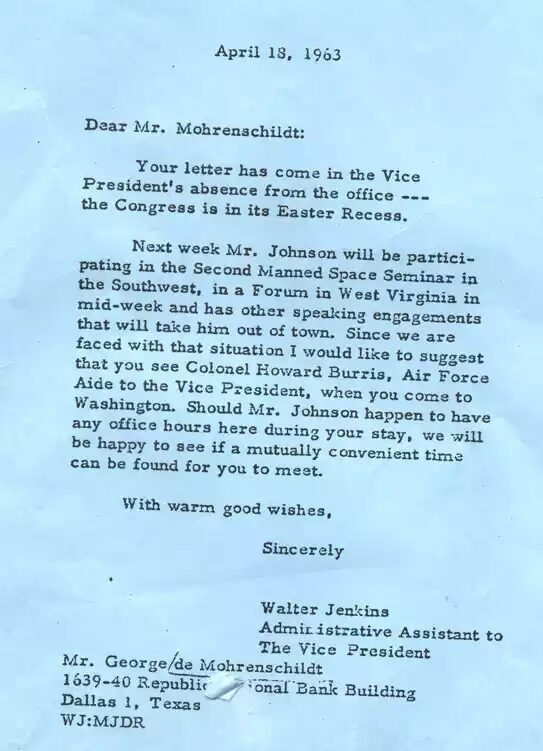 April 18, 1963
Dear Mr. Mohrenschildt:
Your letter has come in the Vice
President's absence from the office ---
the Congress is in its Easter Recess.
Next week Mr. Johnson will be partici-
pating in the Second Manned Space Seminar in
the Southwest, in a Forum in West Virginia in
mid-week and has other speaking engagements
that will take him out of town. Since we are
faced with that situation I would like to suggest
that you see Colonel Howard Burris, Air Force
Aide to the Vice President, when you come to
Washington. Should Mr. Johnson happen to have
any office hours here during your stay, we will
be happy to see if a mutually convenient time
can be found for you to meet.
With warm good wishes,
Sincerely
Walter Jenkins
Administrative Assistant to
The Vice President
Mr. George/de Mohrenschildt
1639-40 Republic onal Bank Building
Dallas 1, Texas
WJ:MJDR